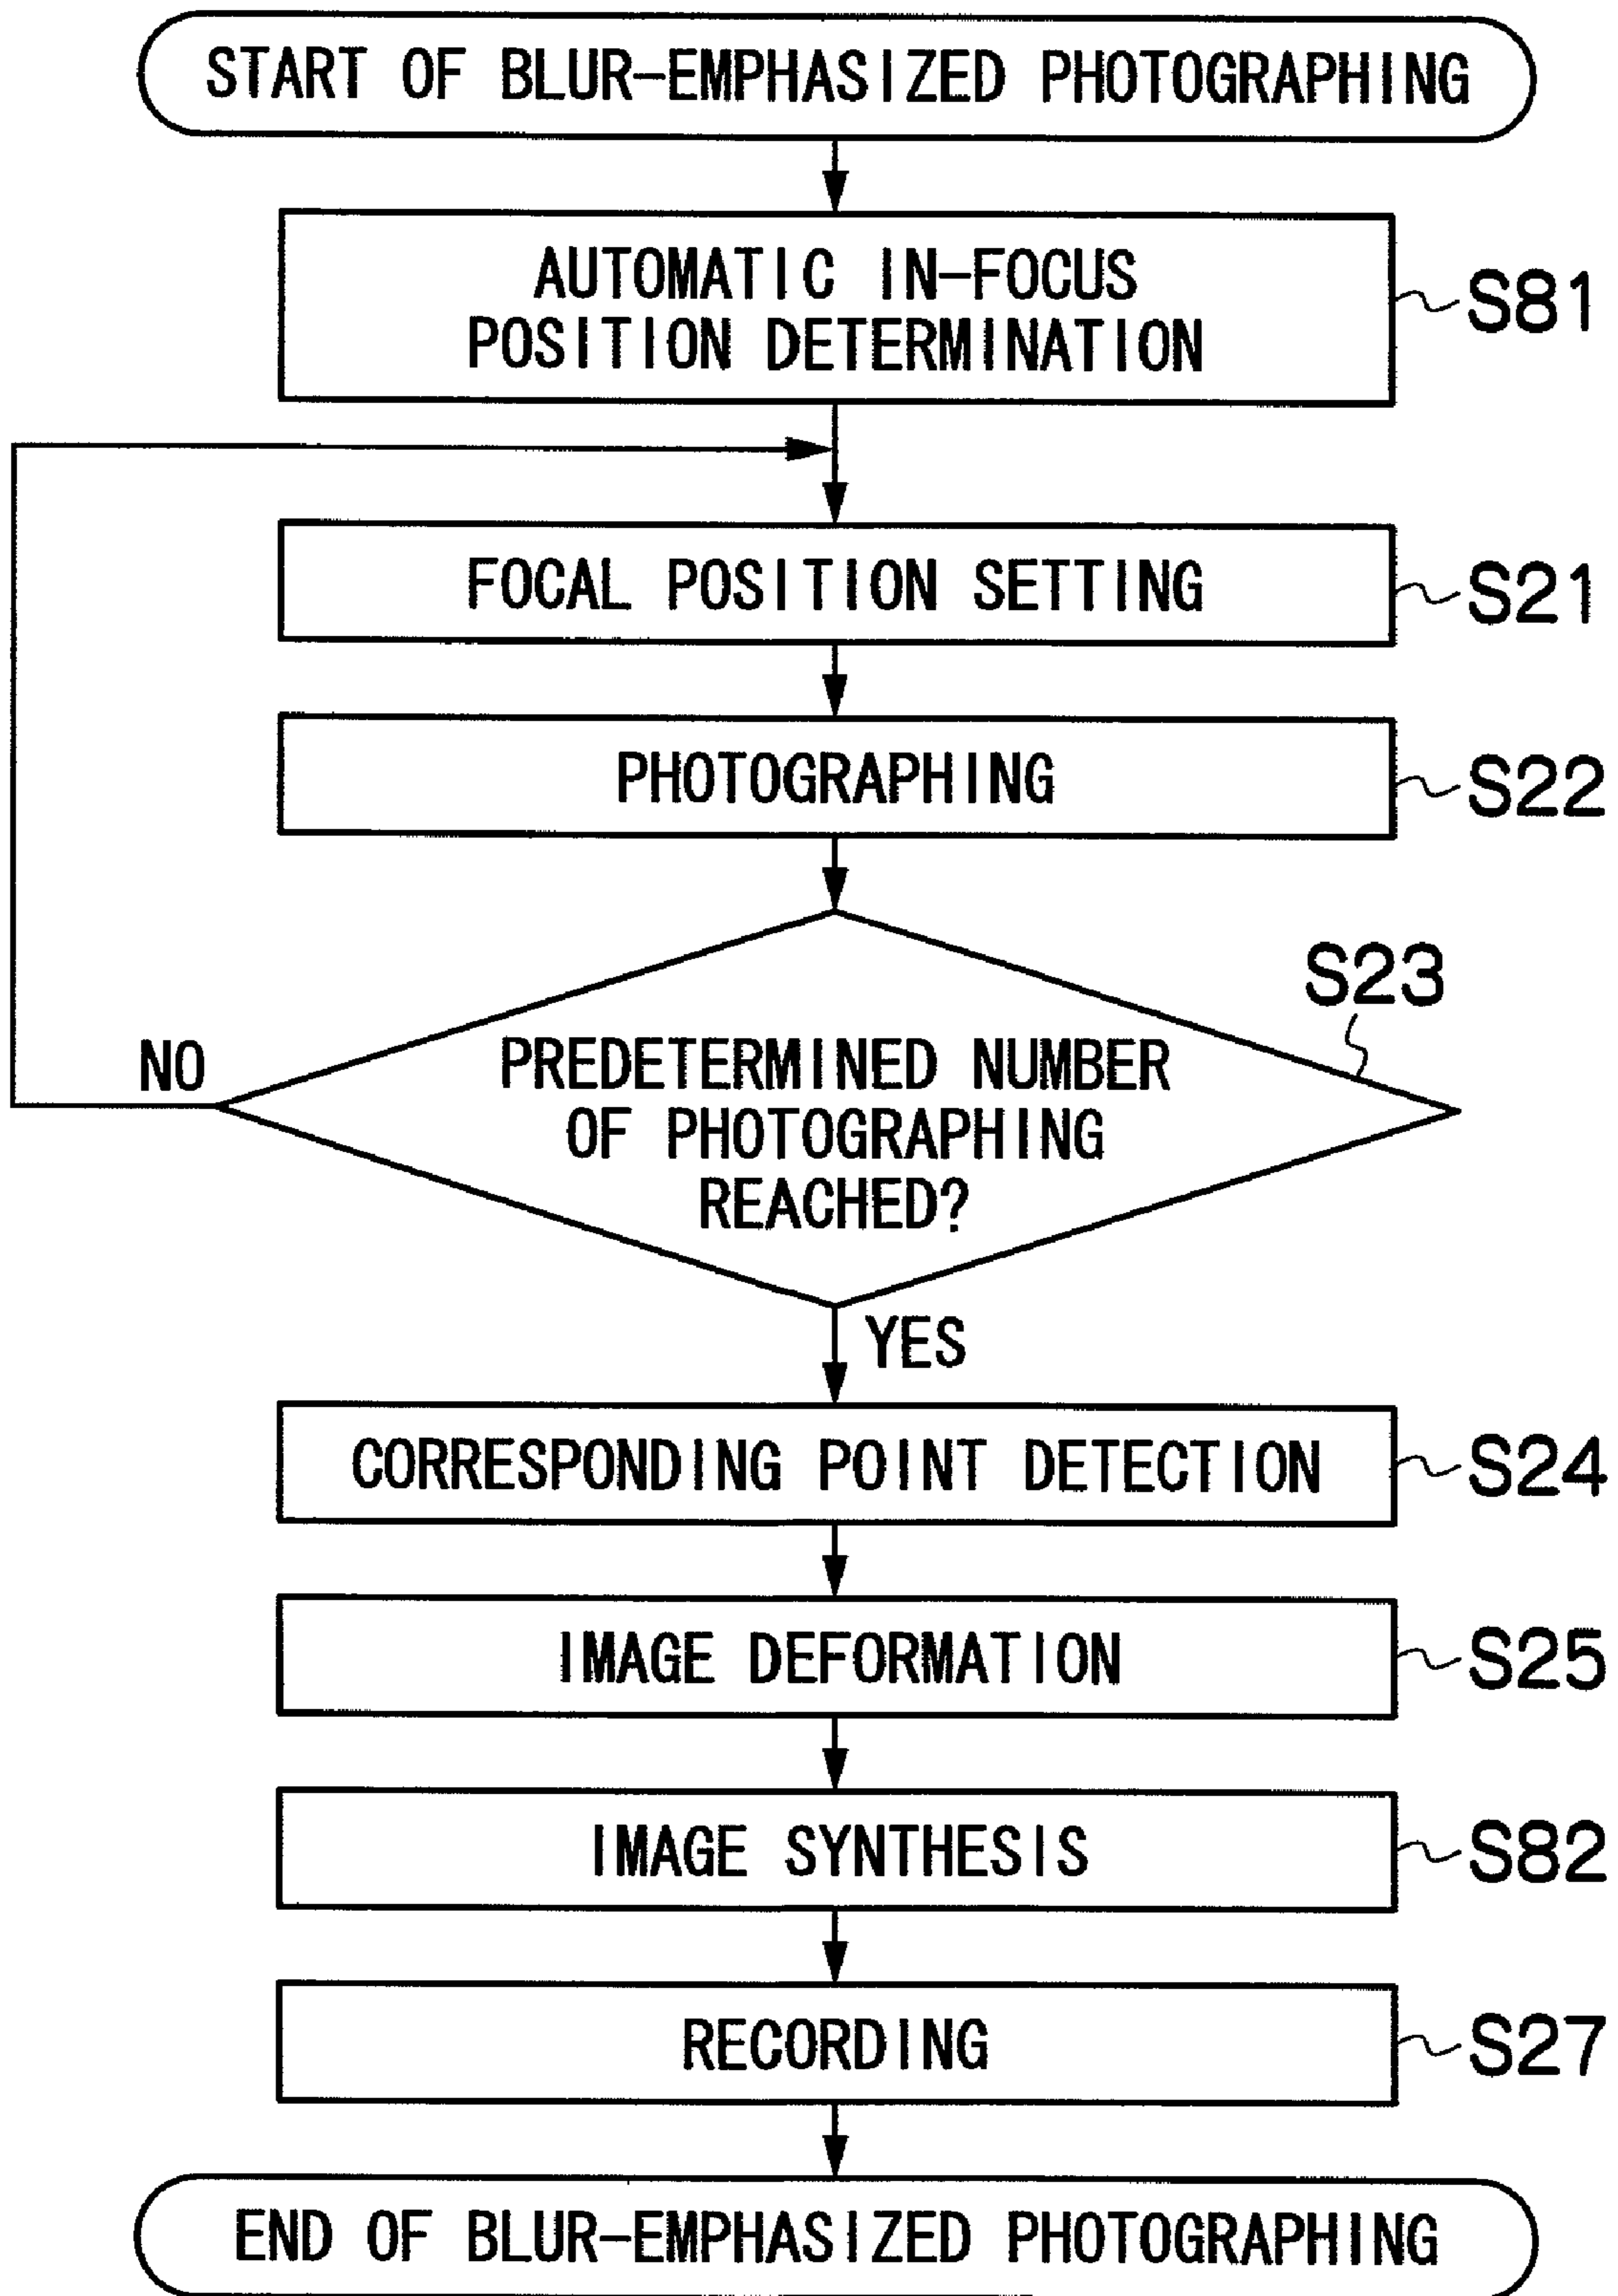 START OF BLUR-EMPHASIZED PHOTOGRAPHING
AUTOMATIC IN-FOCUS
POSITION DETERMINATION
S81
FOCAL POSITION SETTING
S21
PHOTOGRAPHING
S22
S23
NO
PREDETERMINED NUMBER
OF PHOTOGRAPHING
REACHED?
YES
CORRESPONDING POINT DETECTION
S24
IMAGE DEFORMATION
S25
IMAGE SYNTHESIS
S82
RECORDING
S27
END OF BLUR-EMPHASIZED PHOTOGRAPHING